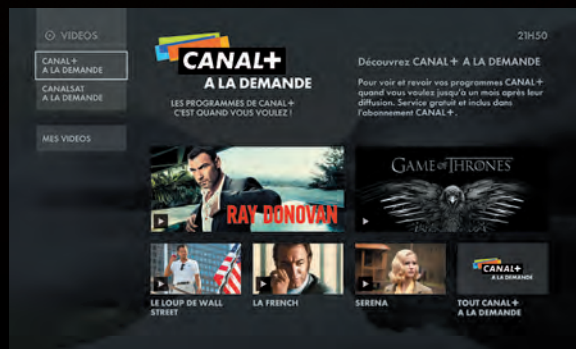 VIDEOS
21H50
CANAL+
A LA DEMANDE
CANALSAT
A LA DEMANDE
MES VIDEOS
CANAL+
A LA DEMANDE
LES PROGRAMMES DE CANAL+
C'EST QUAND VOUS VOULEZ !
Découvrez CANAL+ A LA DEMANDE
Pour voir et revoir vos programmes CANAL+
quand vous voulez jusqu'à un mois après leur
diffusion. Service gratuit et inclus dans
l'abonnement CANAL+.
RAY DONOVAN
GAME OF THRONES
LE LOUP DE WALL
STREET
LA FRENCH
SERENA
CANAL+
A LA DEMANDE
TOUT CANAL+
A LA DEMANDE